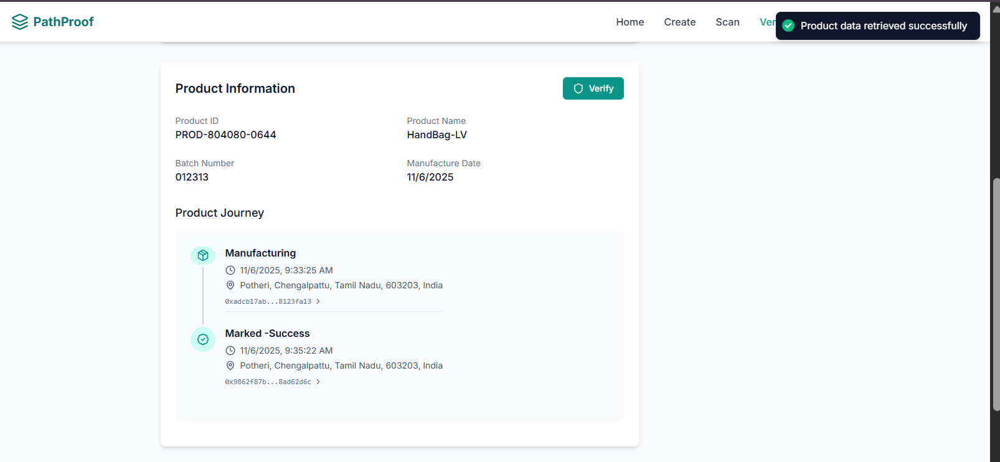 PathProof
Home Create Scan Ver
Product data retrieved successfully
Product Information
Verify
Product ID
PROD-804080-0644
Product Name
HandBag-LV
Batch Number
012313
Manufacture Date
11/6/2025
Product Journey
Manufacturing
11/6/2025, 9:33:25 AM
Potheri, Chengalpattu, Tamil Nadu, 603203, India
0xadcb17ab...8123fa13
Marked -Success
11/6/2025, 9:35:22 AM
Potheri, Chengalpattu, Tamil Nadu, 603203, India
0x9862f87b...8ad62d6c